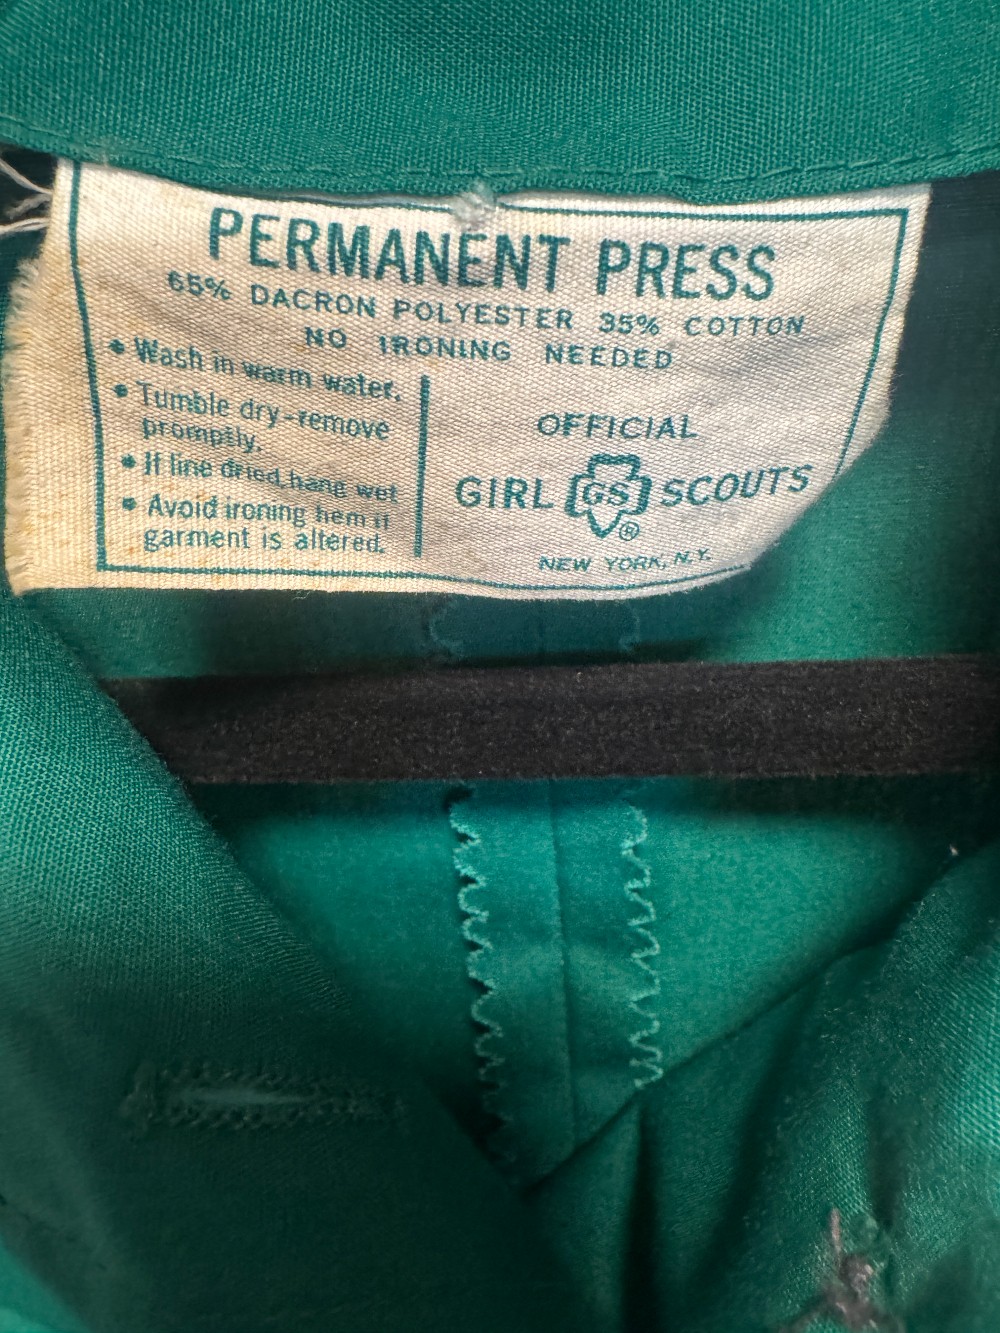 PERMANENT PRESS
65% DACRON POLYESTER 35% COTTON
NO IRONING NEEDED
• Wash in warm water.
• Tumble dry-remove
promptly.
• If line dried hang wet
• Avoid ironing hem if
garment is altered.
OFFICIAL
GIRL GS SCOUTS
®
NEW YORK, N.Y.